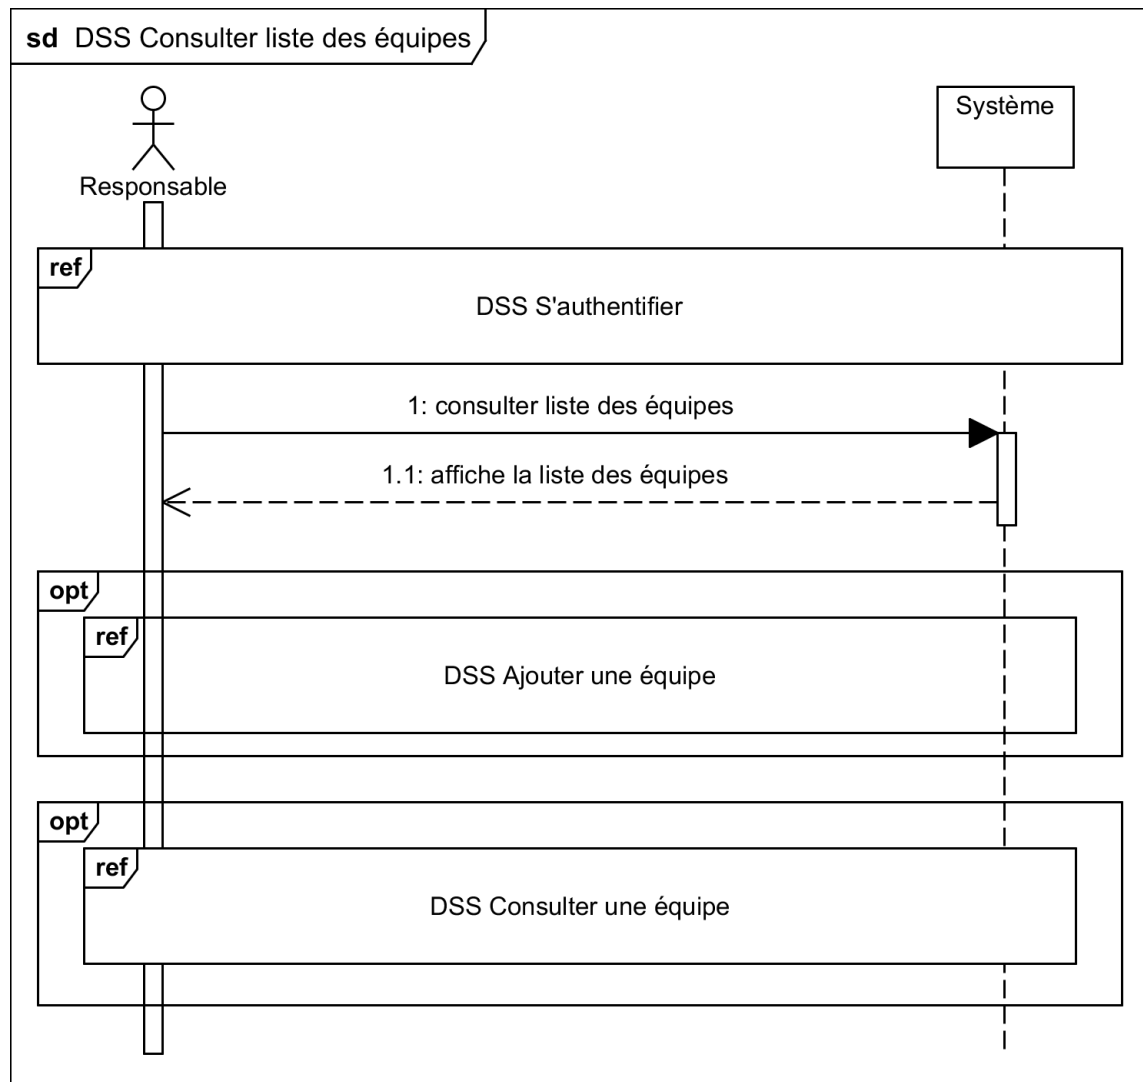 sd DSS Consulter liste des équipes
Responsable
Système
ref
DSS S'authentifier
1: consulter liste des équipes
1.1: affiche la liste des équipes
opt
ref
DSS Ajouter une équipe
opt
ref
DSS Consulter une équipe